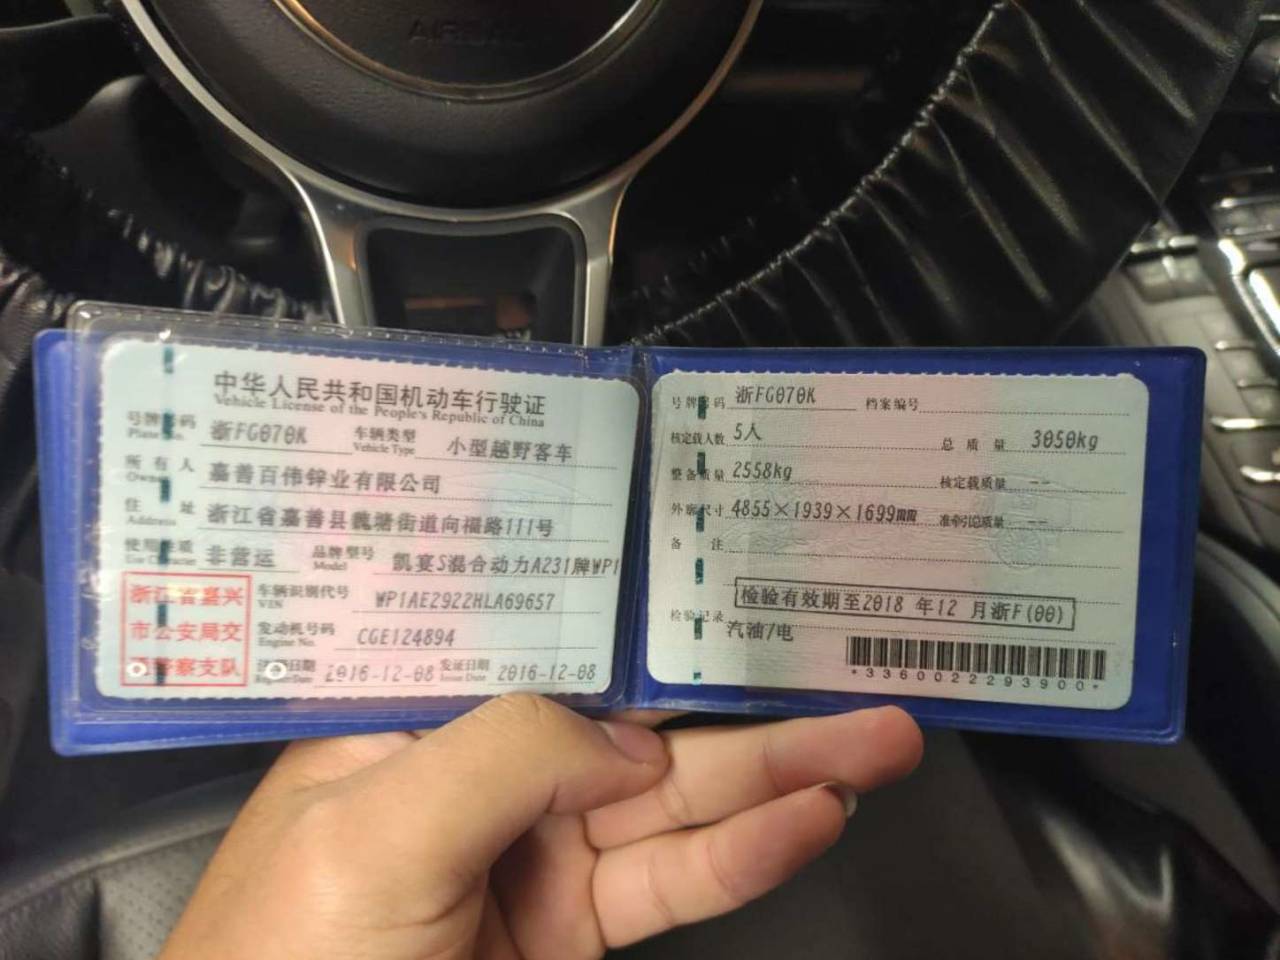 AIRBAG
中华人民共和国机动车行驶证
Vehicle License of the People's Republic of China
号牌号码 浙FG070K 车辆类型 小型越野客车
Plate No. Vehicle Type
所有人 嘉善百伟锌业有限公司
Owner
住址 浙江省嘉善县魏塘街道向福路111号
Address
使用性质 非营运 品牌型号 凯宴S混合动力A231牌WP1
Use Character Model
浙江省嘉兴
市公安局交
通警察支队
车辆识别代号 WP1AE2922HLA69657
VIN
发动机号码 CGE124894
Engine No.
注册日期 2016-12-08 发证日期 2016-12-08
Register Date Issue Date
号牌号码 浙FG070K 档案编号
核定载人数 5人 总质量 3050kg
整备质量 2558kg 核定载质量 --
外廓尺寸 4855×1939×1699mm 准牵引总质量 --
备注
检验有效期至2018 年12 月浙F(00)
检验记录
汽油/电
*3360022293900*